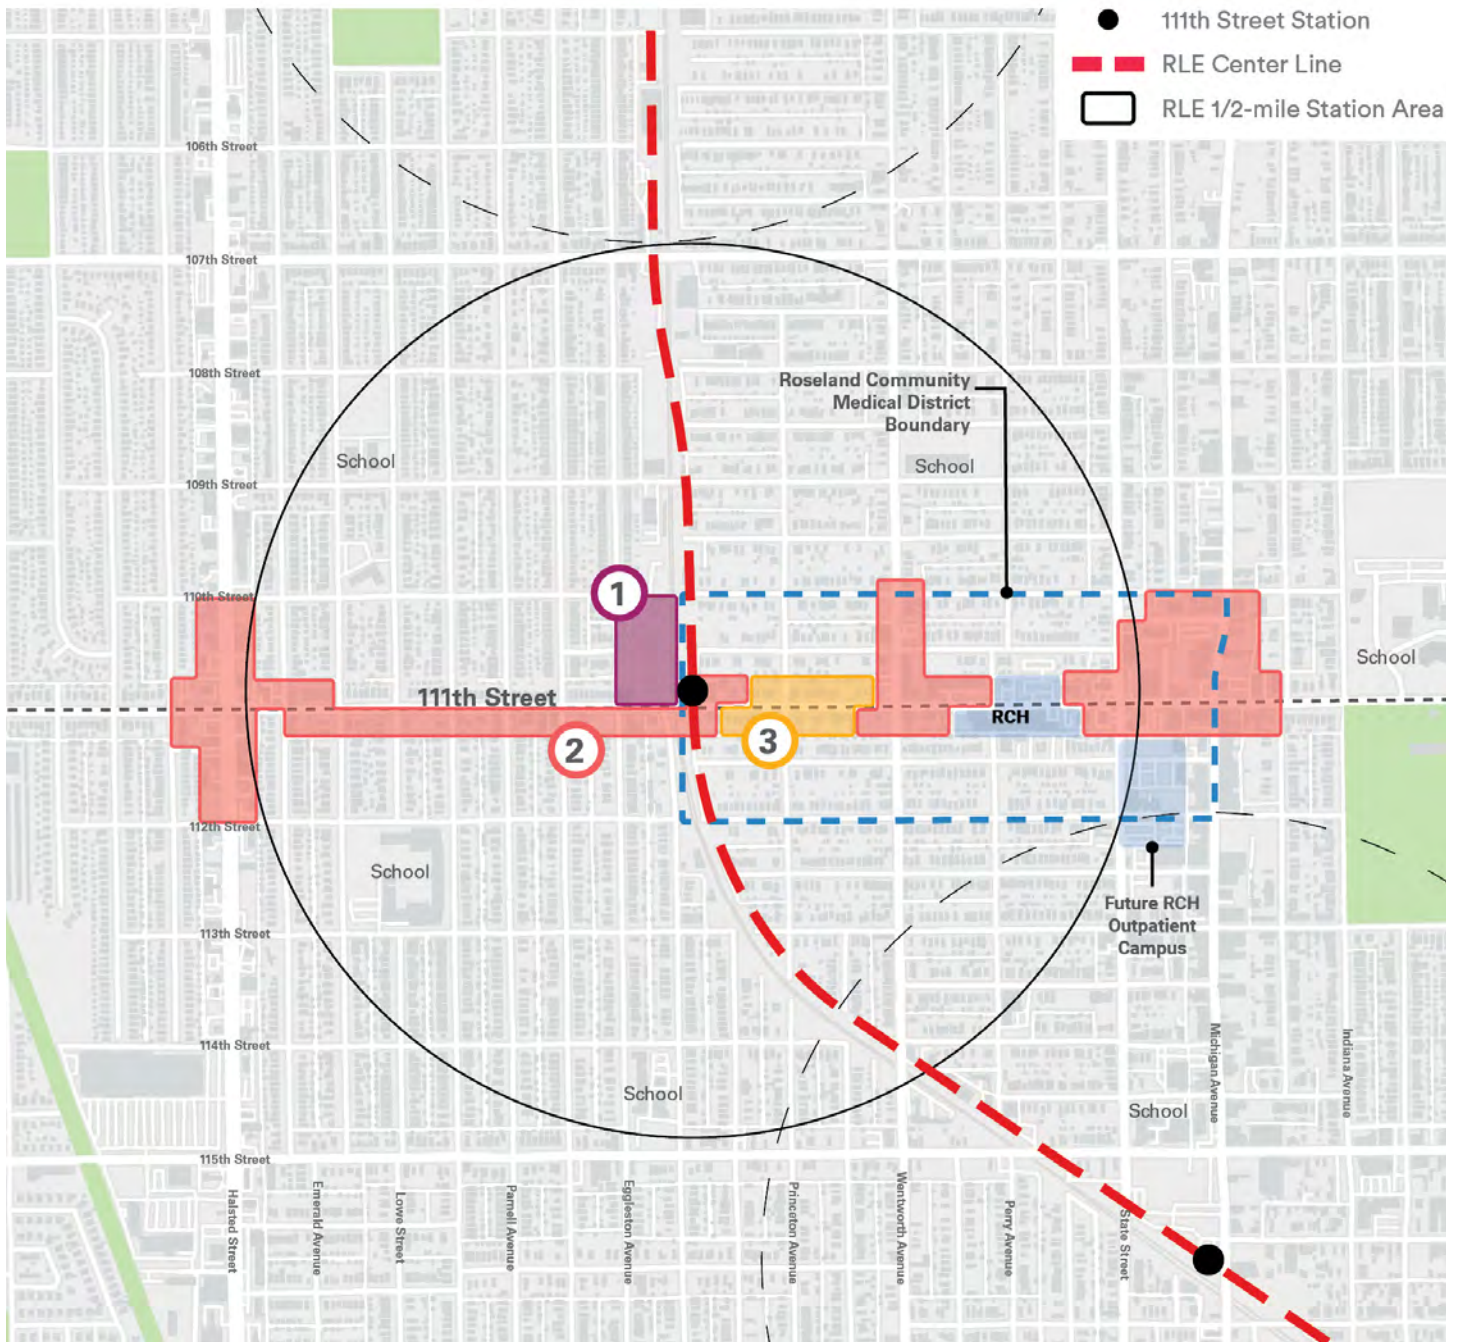 111th Street Station
RLE Center Line
RLE 1/2-mile Station Area
106th Street
107th Street
108th Street
Roseland Community
Medical District
Boundary
School
School
109th Street
1
110th Street
School
111th Street
RCH
2
3
112th Street
School
Future RCH
Outpatient
Campus
113th Street
114th Street
School
School
Michigan Avenue
Indiana Avenue
115th Street
Halsted Street
Emerald Avenue
Lowe Street
Parnell Avenue
Eggleston Avenue
Princeton Avenue
Wentworth Avenue
Perry Avenue
State Street